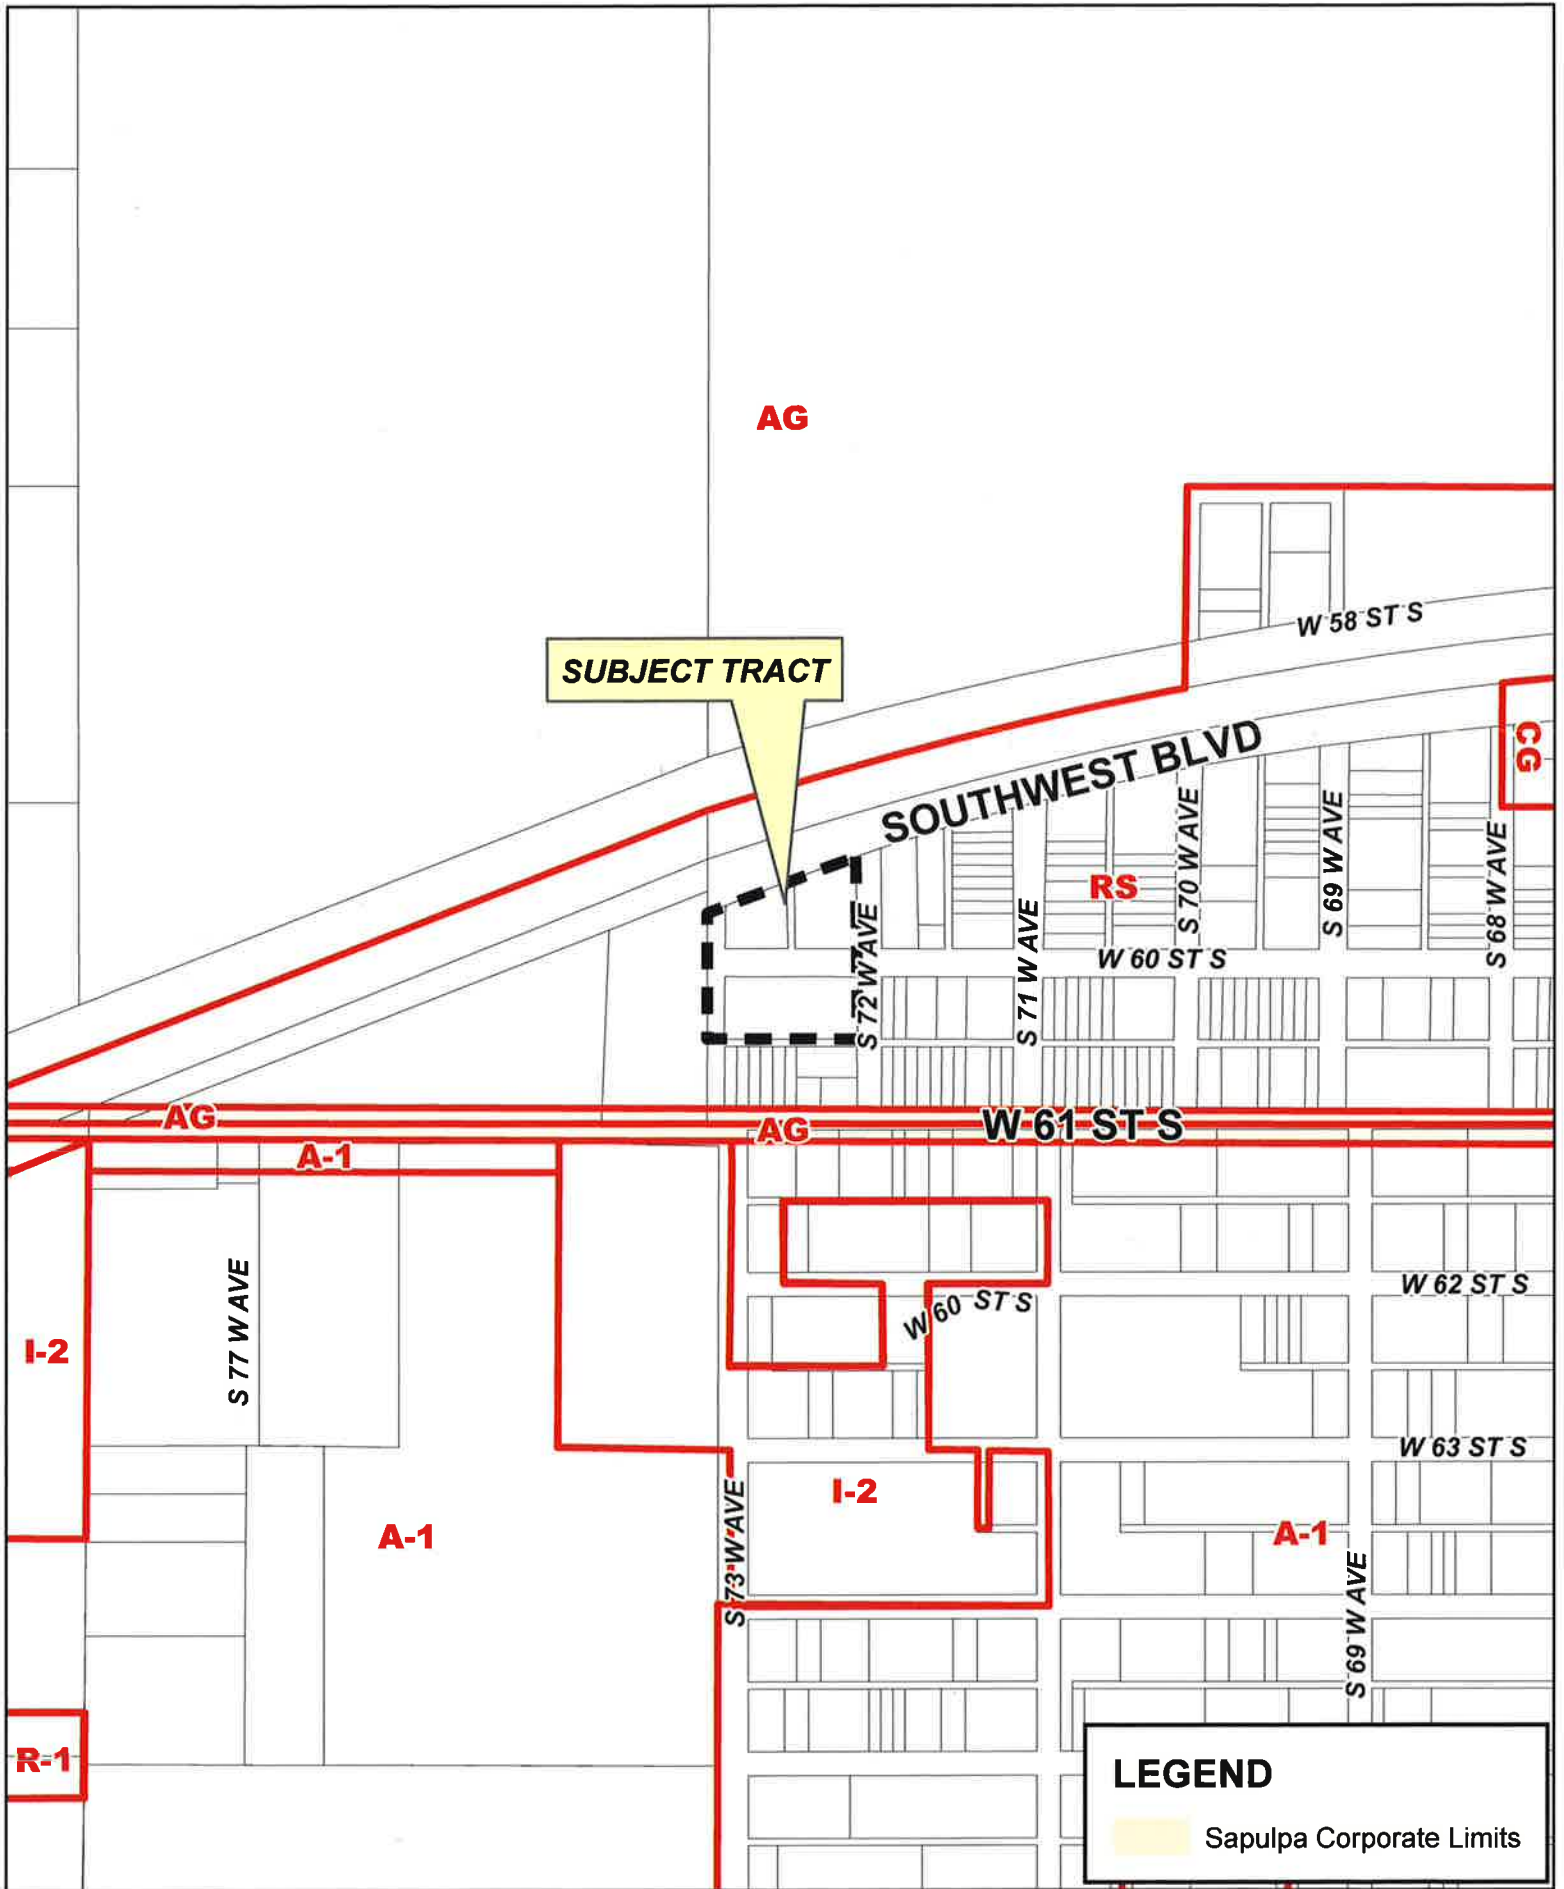 AG
W 58 ST S
SUBJECT TRACT
SOUTHWEST BLVD
CG
RS
S 72 W AVE
S 71 W AVE
S 70 W AVE
S 69 W AVE
S 68 W AVE
W 60 ST S
AG
AG
W 61 ST S
A-1
S 77 W AVE
I-2
W 60 ST S
W 62 ST S
W 63 ST S
I-2
A-1
A-1
S 73 W AVE
S 69 W AVE
R-1
LEGEND
Sapulpa Corporate Limits